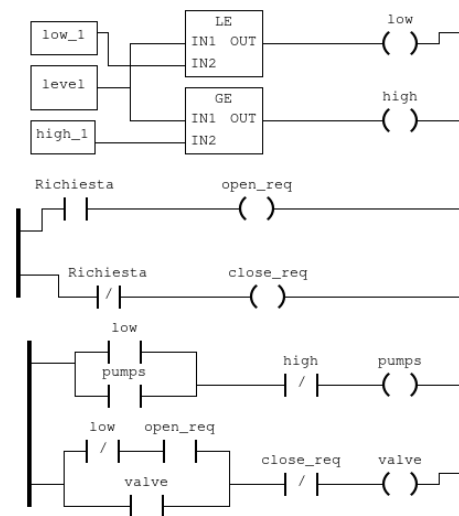 LE
low
low_1
IN1 OUT
IN2
level
GE
high
IN1 OUT
high_1
IN2
Richiesta
open_req
Richiesta
close_req
/
low
high
pumps
pumps
/
low
open_req
close_req
valve
/
valve
/